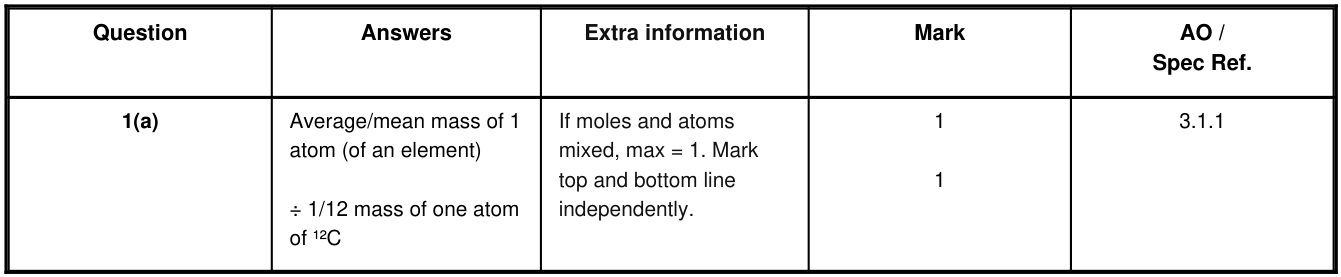 Question
Answers
Extra information
Mark
AO /
Spec Ref.
1(a)
Average/mean mass of 1
atom (of an element)
÷ 1/12 mass of one atom
of ¹²C
If moles and atoms
mixed, max = 1. Mark
top and bottom line
independently.
1
1
3.1.1